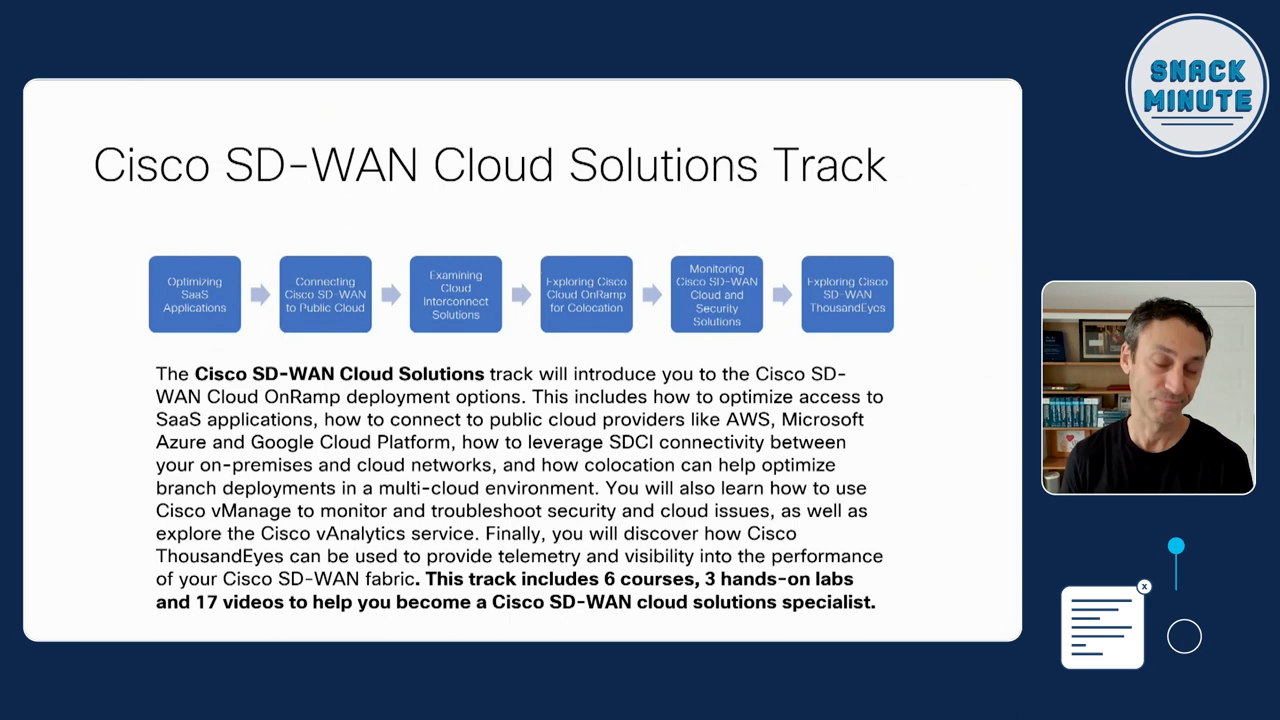 SNACK
MINUTE
Cisco SD-WAN Cloud Solutions Track
Optimizing
SaaS
Applications
Connecting
Cisco SD-WAN
to Public Cloud
Examining
Cloud
Interconnect
Solutions
Exploring Cisco
Cloud OnRamp
for Colocation
Monitoring
Cisco SD-WAN
Cloud and
Security
Solutions
Exploring Cisco
SD-WAN
ThousandEyes
The Cisco SD-WAN Cloud Solutions track will introduce you to the Cisco SD-
WAN Cloud OnRamp deployment options. This includes how to optimize access to
SaaS applications, how to connect to public cloud providers like AWS, Microsoft
Azure and Google Cloud Platform, how to leverage SDCI connectivity between
your on-premises and cloud networks, and how colocation can help optimize
branch deployments in a multi-cloud environment. You will also learn how to use
Cisco vManage to monitor and troubleshoot security and cloud issues, as well as
explore the Cisco vAnalytics service. Finally, you will discover how Cisco
ThousandEyes can be used to provide telemetry and visibility into the performance
of your Cisco SD-WAN fabric. This track includes 6 courses, 3 hands-on labs
and 17 videos to help you become a Cisco SD-WAN cloud solutions specialist.
x